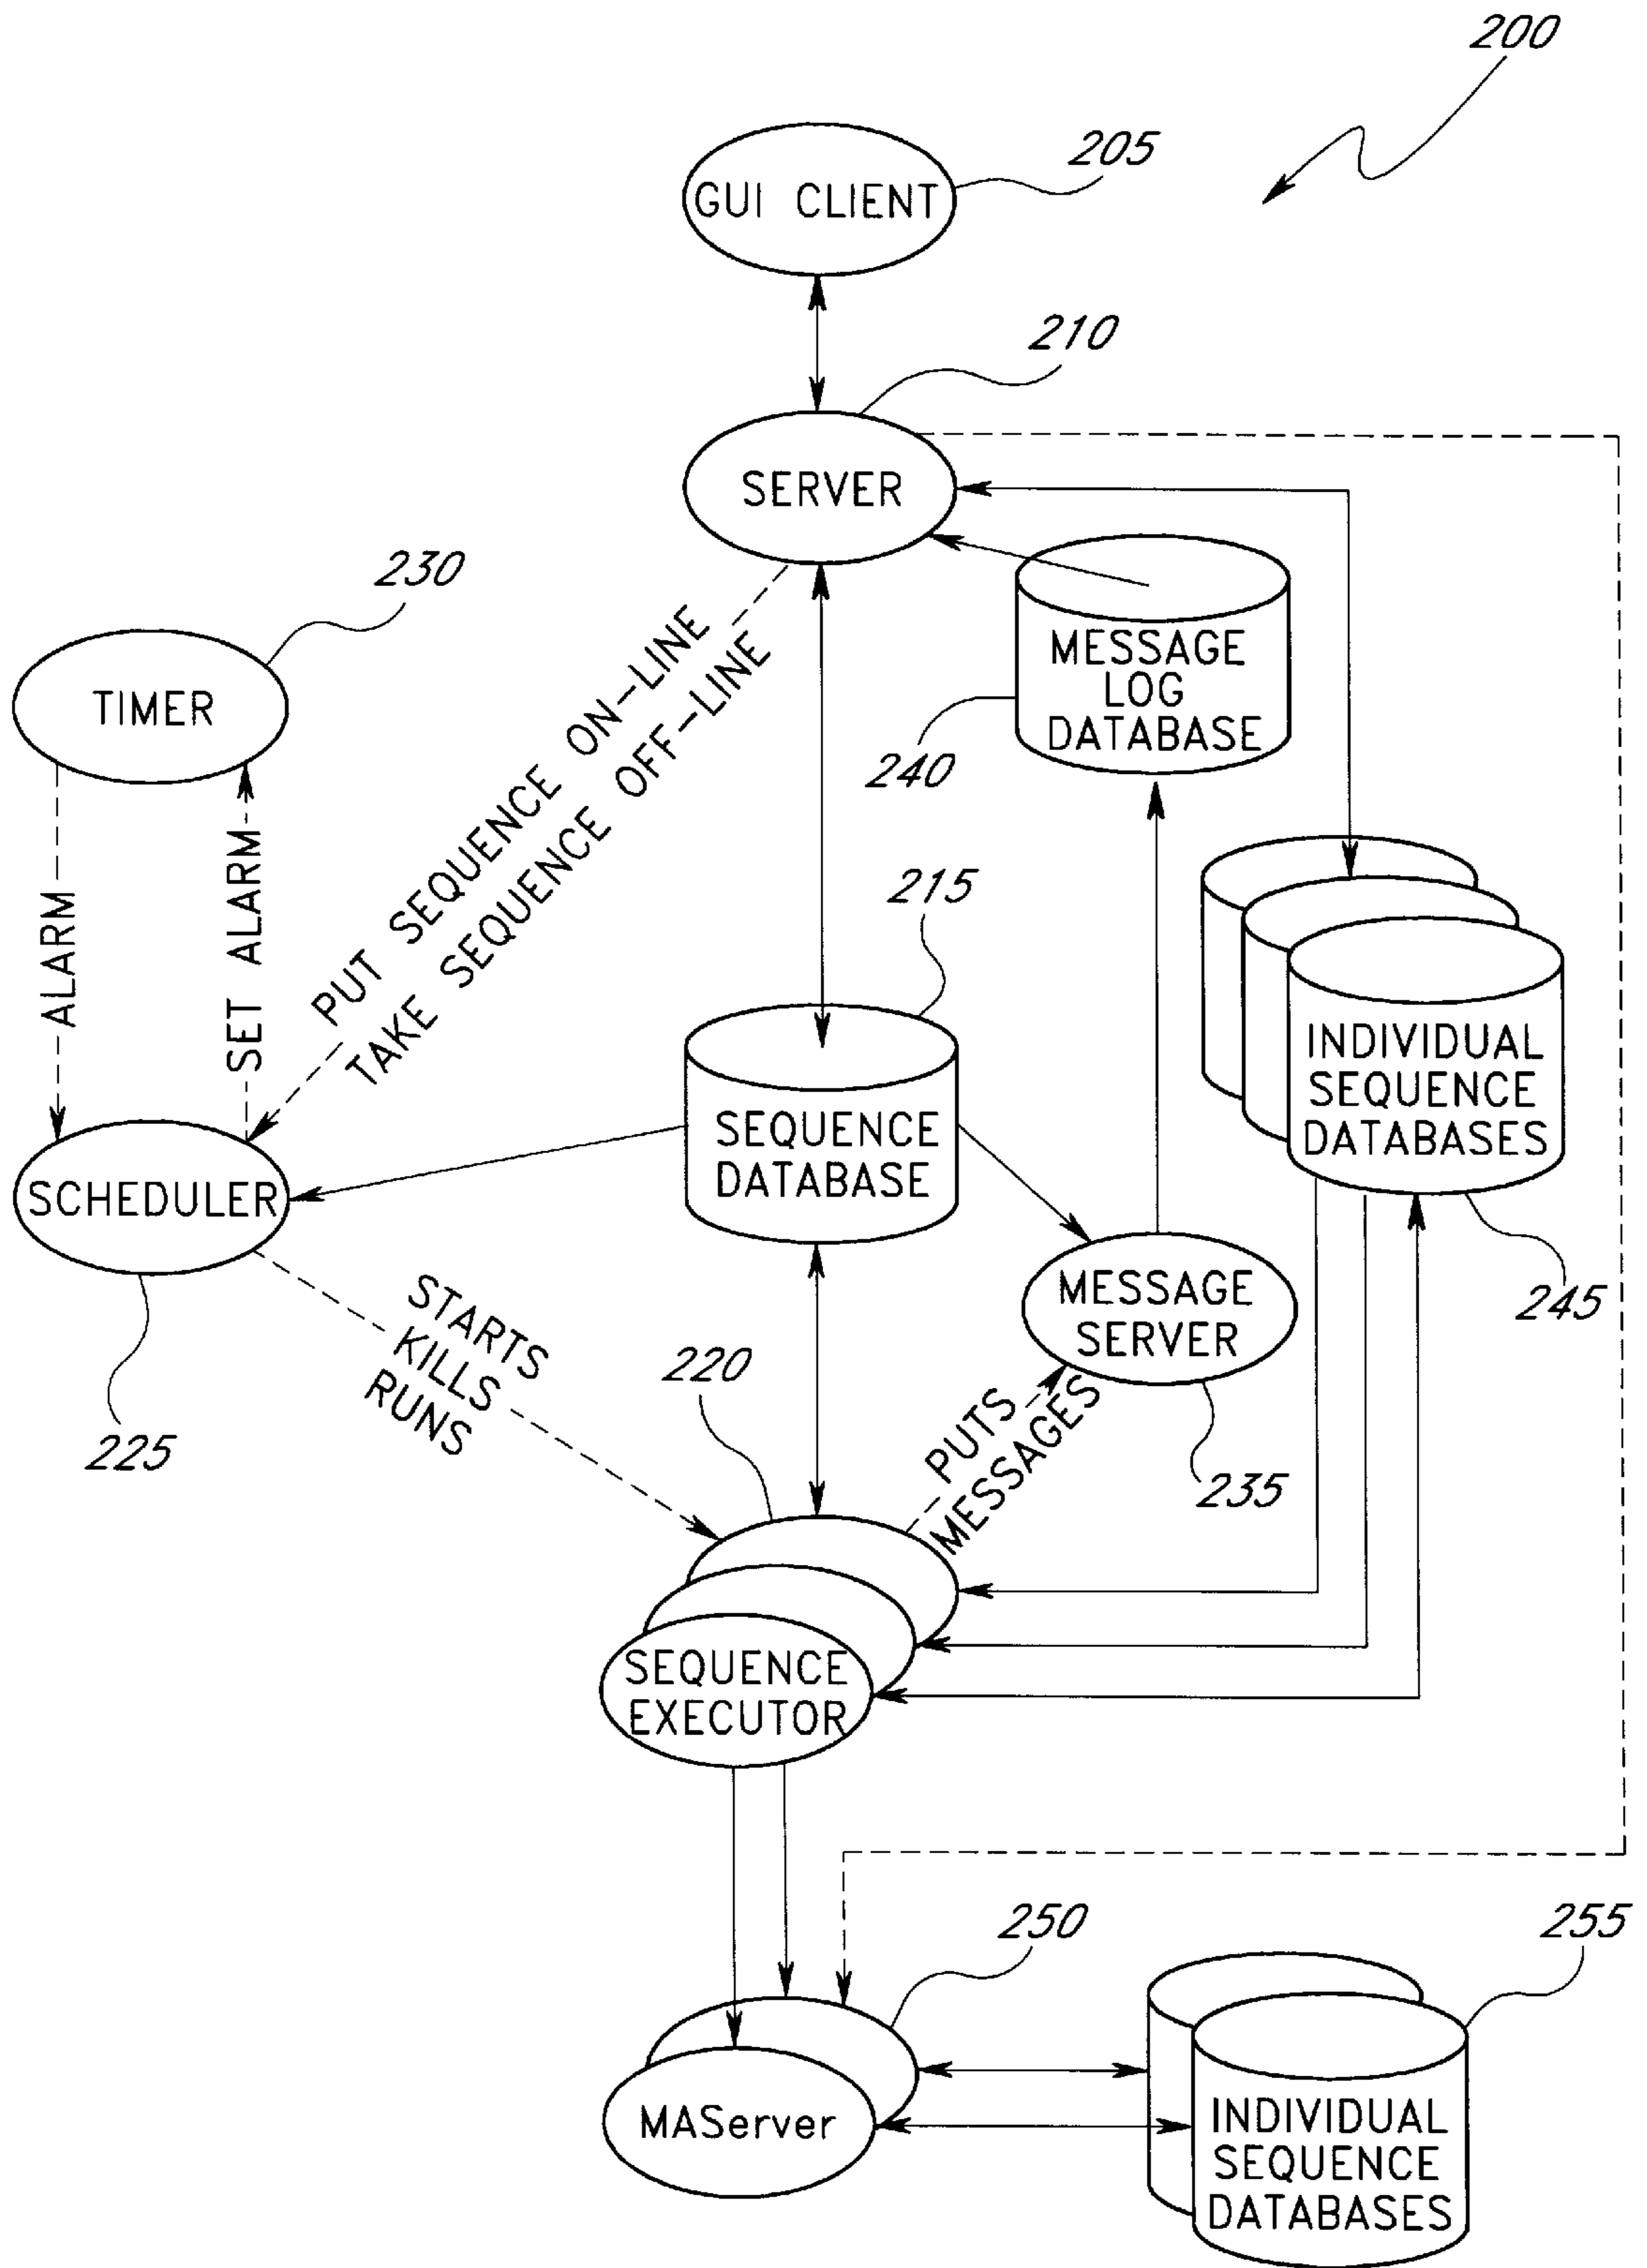 200
205
GUI CLIENT
210
SERVER
230
TIMER
MESSAGE
LOG
DATABASE
240
PUT SEQUENCE ON-LINE
TAKE SEQUENCE OFF-LINE
ALARM
SET ALARM
215
SEQUENCE
DATABASE
INDIVIDUAL
SEQUENCE
DATABASES
245
SCHEDULER
225
STARTS
KILLS
RUNS
MESSAGE
SERVER
235
220
PUTS
MESSAGES
SEQUENCE
EXECUTOR
250
255
MAServer
INDIVIDUAL
SEQUENCE
DATABASES